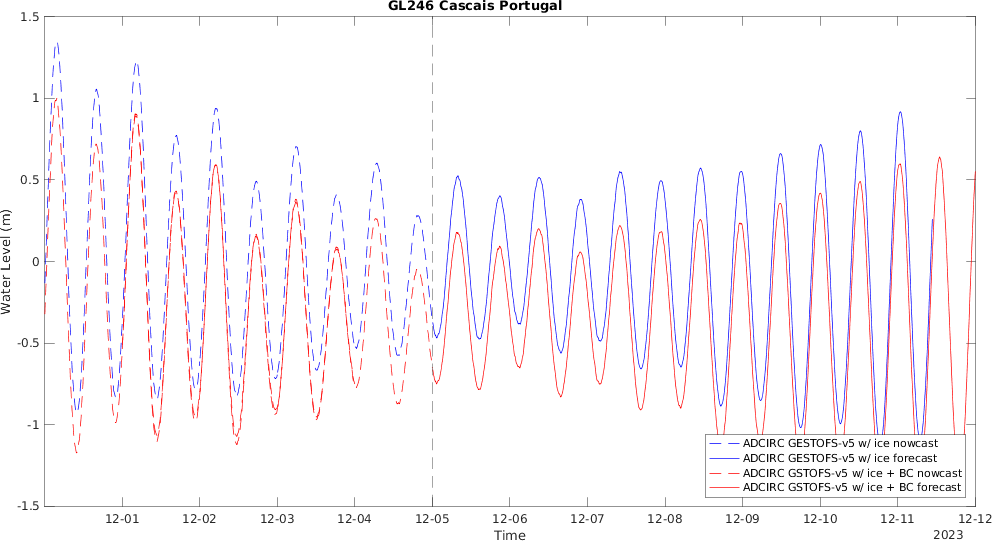 GL246 Cascais Portugal
1.5
1
0.5
0
-0.5
-1
-1.5
Water Level (m)
12-01 12-02 12-03 12-04 12-05 12-06 12-07 12-08 12-09 12-10 12-11 12-12
Time
2023
ADCIRC GESTOFS-v5 w/ ice nowcast
ADCIRC GESTOFS-v5 w/ ice forecast
ADCIRC GSTOFS-v5 w/ ice + BC nowcast
ADCIRC GSTOFS-v5 w/ ice + BC forecast